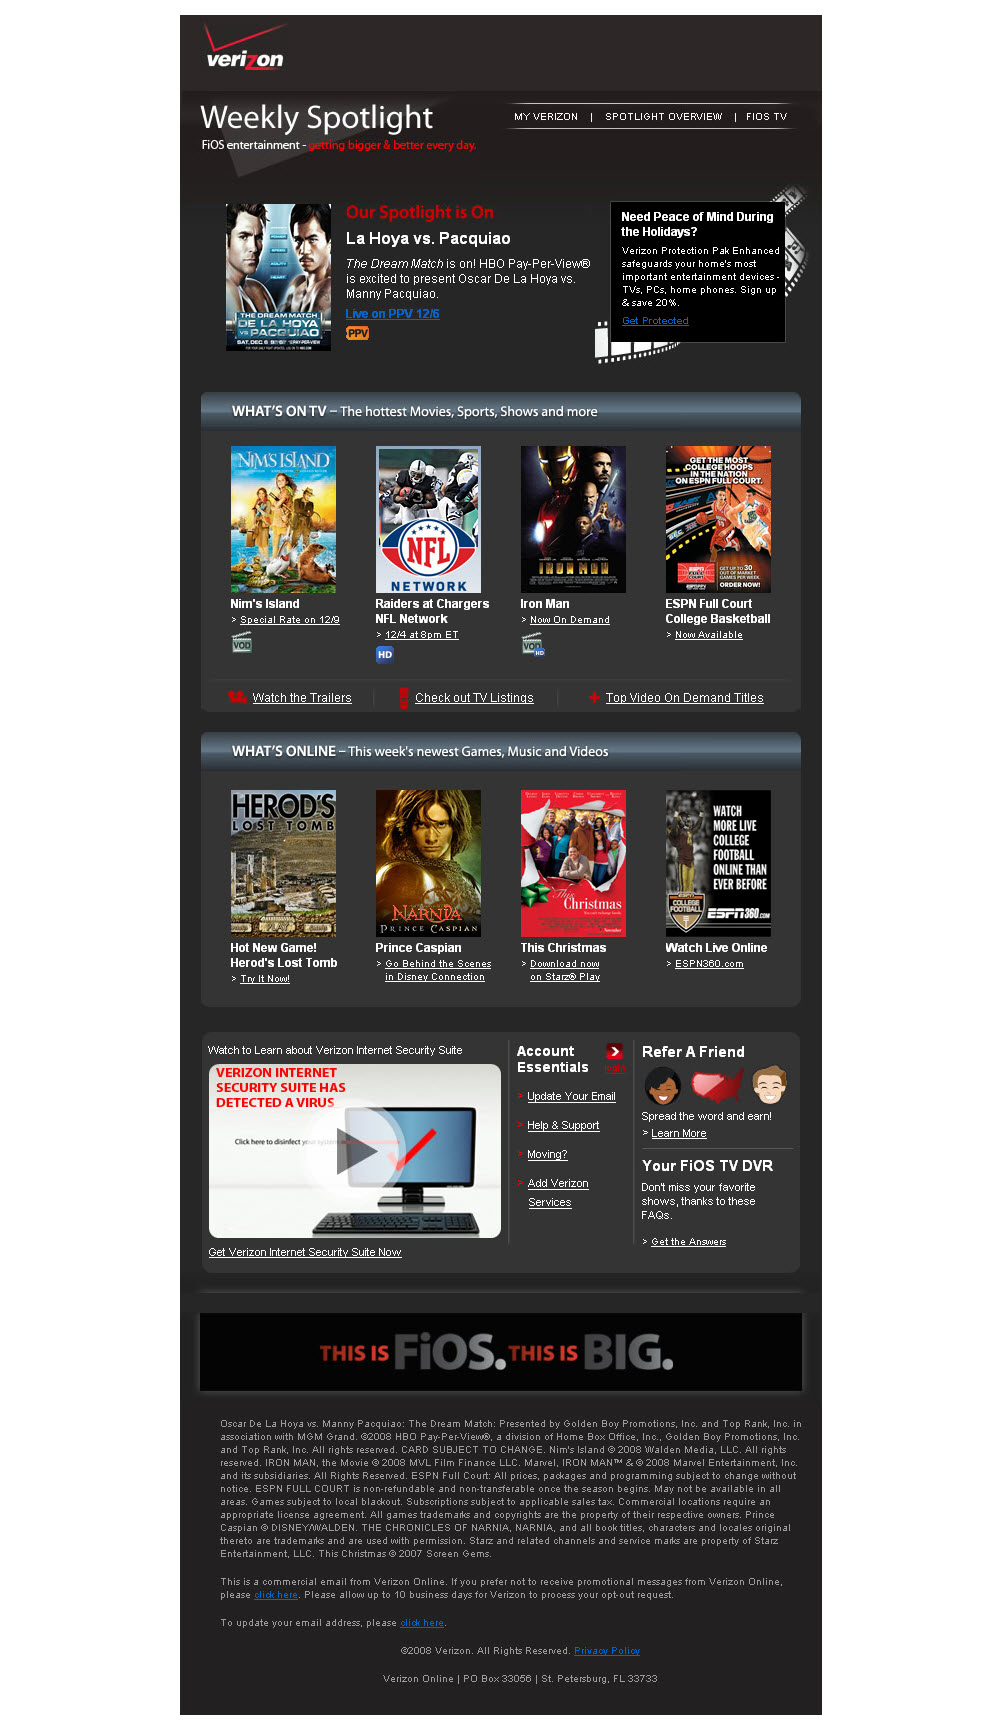 verizon
Weekly Spotlight
FiOS entertainment - getting bigger & better every day.
MY VERIZON | SPOTLIGHT OVERVIEW | FIOS TV
THE DREAM MATCH
DE LA HOYA
VS PACQUIAO
Our Spotlight is On
La Hoya vs. Pacquiao
The Dream Match is on! HBO Pay-Per-View®
is excited to present Oscar De La Hoya vs.
Manny Pacquiao.
Live on PPV 12/6
PPV
Need Peace of Mind During
the Holidays?
Verizon Protection Pak Enhanced
safeguards your home's most
important entertainment devices -
TVs, PCs, home phones. Sign up
& save 20%.
Get Protected
WHAT'S ON TV – The hottest Movies, Sports, Shows and more
NIM'S ISLAND
Nim's Island
> Special Rate on 12/9
VOD
NFL
NETWORK
Raiders at Chargers
NFL Network
> 12/4 at 8pm ET
HD
IRON MAN
Iron Man
> Now On Demand
VOD
HD
GET THE MOST
COLLEGE HOOPS
IN THE NATION
ON ESPN FULL COURT.
GET UP TO 30
OUT OF MARKET
GAMES PER WEEK.
ORDER NOW!
ESPN Full Court
College Basketball
> Now Available
Watch the Trailers
Check out TV Listings
Top Video On Demand Titles
WHAT'S ONLINE – This week's newest Games, Music and Videos
HEROD'S
LOST TOMB
PLAY
Hot New Game!
Herod's Lost Tomb
> Try It Now!
NARNIA
PRINCE CASPIAN
Prince Caspian
> Go Behind the Scenes
in Disney Connection
This
Christmas
This Christmas
> Download now
on Starz® Play
WATCH
MORE LIVE
COLLEGE
FOOTBALL
ONLINE THAN
EVER BEFORE
COLLEGE
FOOTBALL
ESPN360.COM
Watch Live Online
> ESPN360.com
Watch to Learn about Verizon Internet Security Suite
VERIZON INTERNET
SECURITY SUITE HAS
DETECTED A VIRUS
Click here to disinfect your system
Get Verizon Internet Security Suite Now
Account
Essentials
login
> Update Your Email
> Help & Support
> Moving?
> Add Verizon
Services
Refer A Friend
Spread the word and earn!
> Learn More
Your FiOS TV DVR
Don't miss your favorite
shows, thanks to these
FAQs.
> Get the Answers
THIS IS FiOS. THIS IS BIG.
Oscar De La Hoya vs. Manny Pacquiao: The Dream Match: Presented by Golden Boy Promotions, Inc. and Top Rank, Inc. in
association with MGM Grand. ©2008 HBO Pay-Per-View®, a division of Home Box Office, Inc., Golden Boy Promotions, Inc.
and Top Rank, Inc. All rights reserved. CARD SUBJECT TO CHANGE. Nim's Island © 2008 Walden Media, LLC. All rights
reserved. IRON MAN, the Movie © 2008 MVL Film Finance LLC. Marvel, IRON MAN™ & © 2008 Marvel Entertainment, Inc.
and its subsidiaries. All Rights Reserved. ESPN Full Court: All prices, packages and programming subject to change without
notice. ESPN FULL COURT is non-refundable and non-transferable once the season begins. May not be available in all
areas. Games subject to local blackout. Subscriptions subject to applicable sales tax. Commercial locations require an
appropriate license agreement. All games trademarks and copyrights are the property of their respective owners. Prince
Caspian © DISNEY/WALDEN. THE CHRONICLES OF NARNIA, NARNIA, and all book titles, characters and locales original
thereto are trademarks and are used with permission. Starz and related channels and service marks are property of Starz
Entertainment, LLC. This Christmas © 2007 Screen Gems.
This is a commercial email from Verizon Online. If you prefer not to receive promotional messages from Verizon Online,
please click here. Please allow up to 10 business days for Verizon to process your opt-out request.
To update your email address, please click here.
©2008 Verizon. All Rights Reserved. Privacy Policy
Verizon Online | PO Box 33056 | St. Petersburg, FL 33733